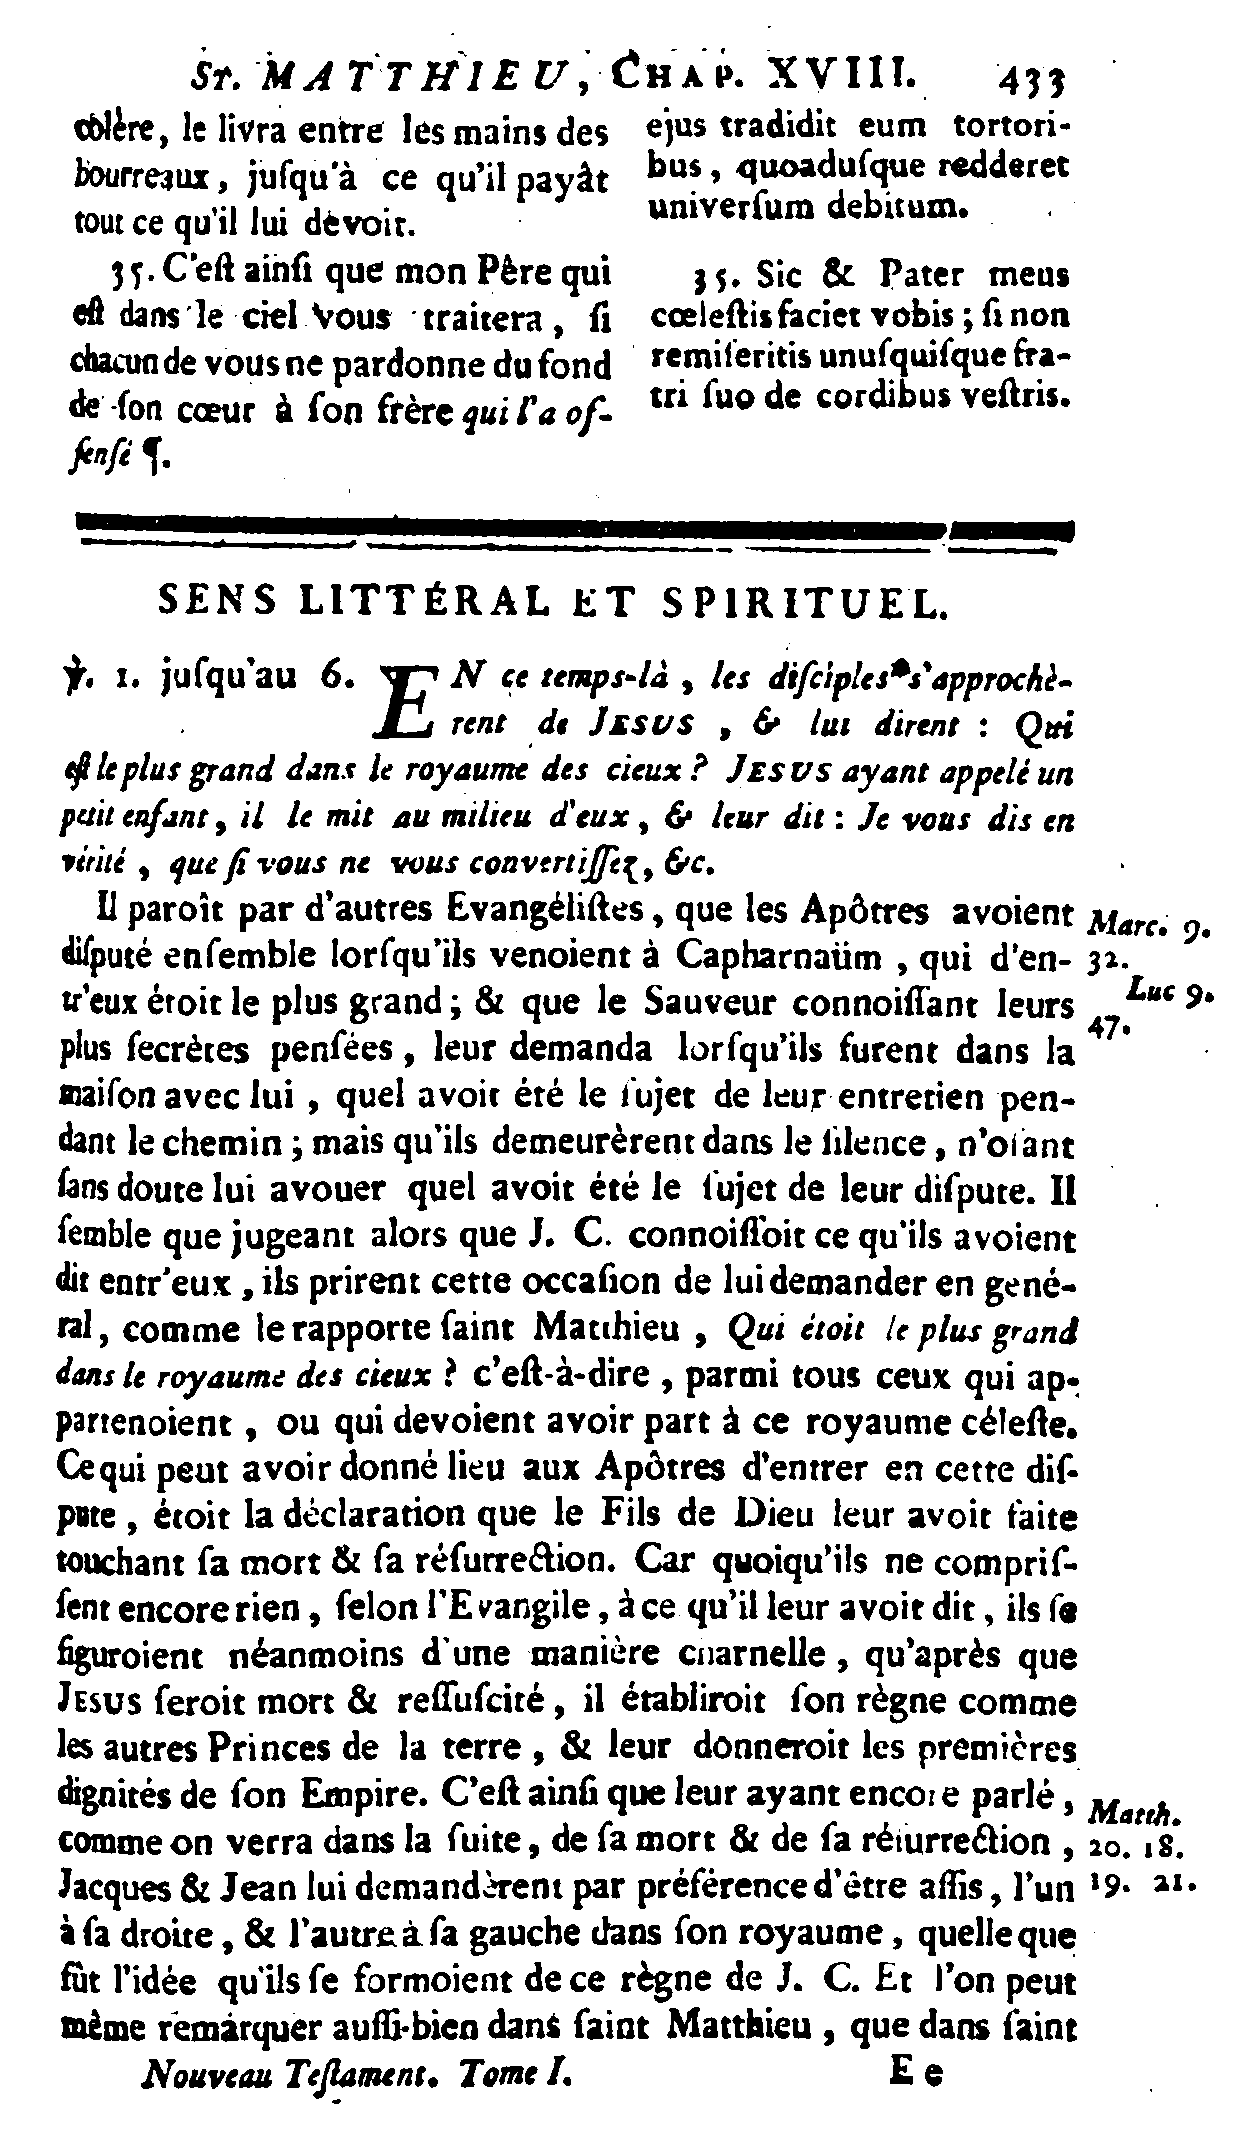 St. MATTHIEU, CHAP. XVIII. 433
colère, le livra entre les mains des
bourreaux, juſqu'à ce qu'il payât
tout ce qu'il lui devoit.
35. C'eſt ainſi que mon Père qui
eſt dans le ciel vous traitera, ſi
chacun de vous ne pardonne du fond
de ſon cœur à ſon frère qui l'a of-
fenſé ¶.
ejus tradidit eum tortori-
bus, quoaduſque redderet
univerſum debitum.
35. Sic & Pater meus
cœleſtis faciet vobis; ſi non
remiſeritis unuſquiſque fra-
tri ſuo de cordibus veſtris.
SENS LITTÉRAL ET SPIRITUEL.
℣. 1. juſqu'au 6. EN ce temps-là, les diſciples s'approchè-
rent de JESUS, & lui dirent : Qui
eſt le plus grand dans le royaume des cieux ? JESUS ayant appelé un
petit enfant, il le mit au milieu d'eux, & leur dit : Je vous dis en
vérité, que ſi vous ne vous convertiſſez, &c.
Il paroît par d'autres Evangéliſtes, que les Apôtres avoient
diſputé enſemble lorſqu'ils venoient à Capharnaüm, qui d'en-
tr'eux étoit le plus grand; & que le Sauveur connoiſſant leurs
plus ſecrètes penſées, leur demanda lorſqu'ils furent dans la
maiſon avec lui, quel avoit été le ſujet de leur entretien pen-
dant le chemin; mais qu'ils demeurèrent dans le ſilence, n'oſant
ſans doute lui avouer quel avoit été le ſujet de leur diſpute. Il
ſemble que jugeant alors que J. C. connoiſſoit ce qu'ils avoient
dit entr'eux, ils prirent cette occaſion de lui demander en gené-
ral, comme le rapporte ſaint Matthieu, Qui étoit le plus grand
dans le royaume des cieux ? c'eſt-à-dire, parmi tous ceux qui ap-
partenoient, ou qui devoient avoir part à ce royaume céleſte.
Ce qui peut avoir donné lieu aux Apôtres d'entrer en cette diſ-
pute, étoit la déclaration que le Fils de Dieu leur avoit faite
touchant ſa mort & ſa réſurrection. Car quoiqu'ils ne compriſ-
ſent encore rien, ſelon l'Evangile, à ce qu'il leur avoit dit, ils ſe
figuroient néanmoins d'une manière charnelle, qu'après que
JESUS ſeroit mort & reſſuſcité, il établiroit ſon règne comme
les autres Princes de la terre, & leur donneroit les premières
dignités de ſon Empire. C'eſt ainſi que leur ayant encore parlé,
comme on verra dans la ſuite, de ſa mort & de ſa réſurrection,
Jacques & Jean lui demandèrent par préférence d'être aſſis, l'un
à ſa droite, & l'autre à ſa gauche dans ſon royaume, quelle que
fût l'idée qu'ils ſe formoient de ce règne de J. C. Et l'on peut
même remarquer auſſi-bien dans ſaint Matthieu, que dans ſaint
Marc. 9.
32.
Luc 9.
47.
Matth.
20. 18.
19. 21.
Nouveau Teſtament. Tome I. E e